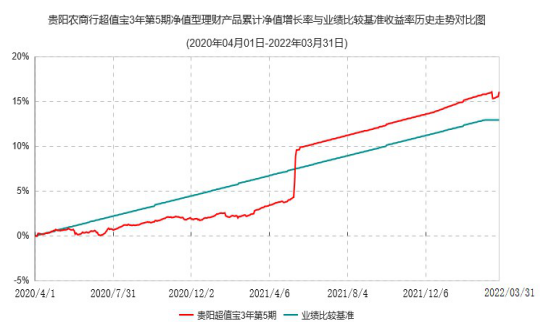 贵阳农商行超值宝3年第5期净值型理财产品累计净值增长率与业绩比较基准收益率历史走势对比图
(2020年04月01日-2022年03月31日)
20%
15%
10%
5%
0%
-5%
2020/4/1 2020/7/31 2020/12/2 2021/4/6 2021/8/4 2021/12/6 2022/03/31
贵阳超值宝3年第5期 业绩比较基准